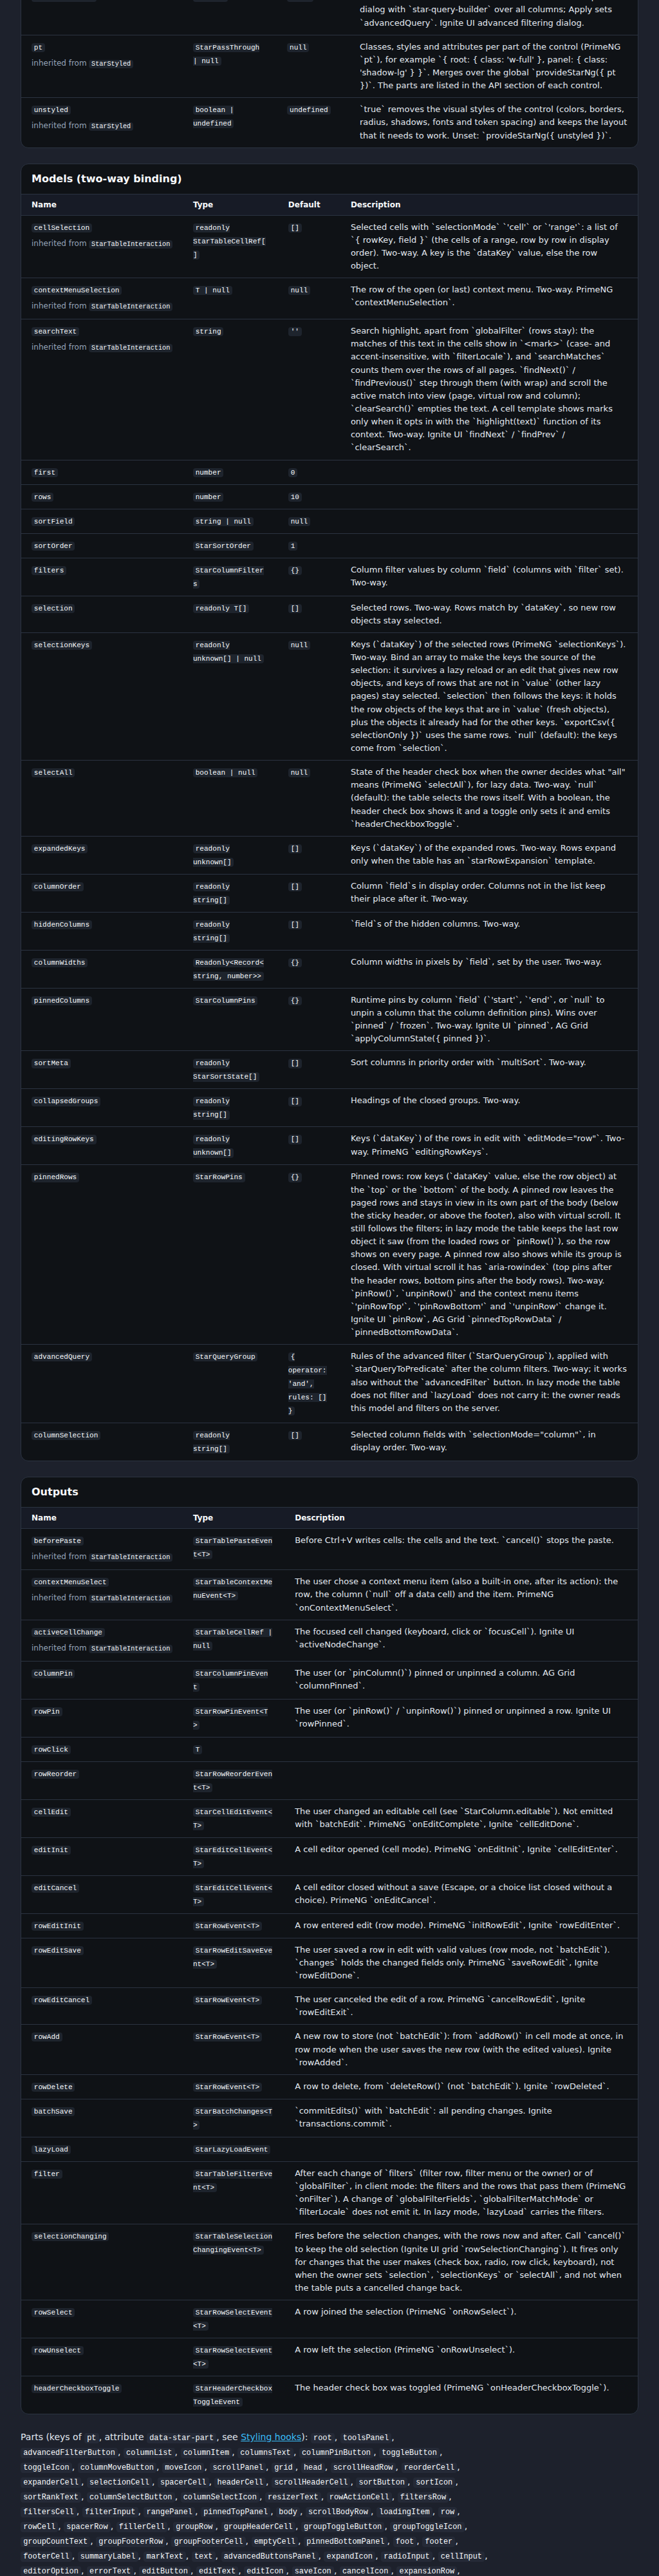 dialog with `star-query-builder` over all columns; Apply sets
`advancedQuery`. Ignite UI advanced filtering dialog.
pt StarPassThrough null Classes, styles and attributes per part of the control (PrimeNG
inherited from StarStyled | null `pt`), for example `{ root: { class: 'w-full' }, panel: { class:
'shadow-lg' } }`. Merges over the global `provideStarNg({ pt
})`. The parts are listed in the API section of each control.
unstyled boolean | undefined `true` removes the visual styles of the control (colors, borders,
inherited from StarStyled undefined radius, shadows, fonts and token spacing) and keeps the layout
that it needs to work. Unset: `provideStarNg({ unstyled })`.
Models (two-way binding)
Name Type Default Description
cellSelection readonly [] Selected cells with `selectionMode` `'cell'` or `'range'`: a list of
inherited from StarTableInteraction StarTableCellRef[ `{ rowKey, field }` (the cells of a range, row by row in display
] order). Two-way. A key is the `dataKey` value, else the row
object.
contextMenuSelection T | null null The row of the open (or last) context menu. Two-way. PrimeNG
inherited from StarTableInteraction `contextMenuSelection`.
searchText string '' Search highlight, apart from `globalFilter` (rows stay): the
inherited from StarTableInteraction matches of this text in the cells show in `<mark>` (case- and
accent-insensitive, with `filterLocale`), and `searchMatches`
counts them over the rows of all pages. `findNext()` /
`findPrevious()` step through them (with wrap) and scroll the
active match into view (page, virtual row and column);
`clearSearch()` empties the text. A cell template shows marks
only when it opts in with the `highlight(text)` function of its
context. Two-way. Ignite UI `findNext` / `findPrev` /
`clearSearch`.
first number 0
rows number 10
sortField string | null null
sortOrder StarSortOrder 1
filters StarColumnFilter {} Column filter values by column `field` (columns with `filter` set).
s Two-way.
selection readonly T[] [] Selected rows. Two-way. Rows match by `dataKey`, so new row
objects stay selected.
selectionKeys readonly null Keys (`dataKey`) of the selected rows (PrimeNG `selectionKeys`).
unknown[] | null Two-way. Bind an array to make the keys the source of the
selection: it survives a lazy reload or an edit that gives new row
objects, and keys of rows that are not in `value` (other lazy
pages) stay selected. `selection` then follows the keys: it holds
the row objects of the keys that are in `value` (fresh objects),
plus the objects it already had for the other keys. `exportCsv({
selectionOnly })` uses the same rows. `null` (default): the keys
come from `selection`.
selectAll boolean | null null State of the header check box when the owner decides what "all"
means (PrimeNG `selectAll`), for lazy data. Two-way. `null`
(default): the table selects the rows itself. With a boolean, the
header check box shows it and a toggle only sets it and emits
`headerCheckboxToggle`.
expandedKeys readonly [] Keys (`dataKey`) of the expanded rows. Two-way. Rows expand
unknown[] only when the table has an `starRowExpansion` template.
columnOrder readonly [] Column `field`s in display order. Columns not in the list keep
string[] their place after it. Two-way.
hiddenColumns readonly [] `field`s of the hidden columns. Two-way.
string[]
columnWidths Readonly<Record< {} Column widths in pixels by `field`, set by the user. Two-way.
string, number>>
pinnedColumns StarColumnPins {} Runtime pins by column `field` (`'start'`, `'end'`, or `null` to
unpin a column that the column definition pins). Wins over
`pinned` / `frozen`. Two-way. Ignite UI `pinned`, AG Grid
`applyColumnState({ pinned })`.
sortMeta readonly [] Sort columns in priority order with `multiSort`. Two-way.
StarSortState[]
collapsedGroups readonly [] Headings of the closed groups. Two-way.
string[]
editingRowKeys readonly [] Keys (`dataKey`) of the rows in edit with `editMode="row"`. Two-
unknown[] way. PrimeNG `editingRowKeys`.
pinnedRows StarRowPins {} Pinned rows: row keys (`dataKey` value, else the row object) at
the `top` or the `bottom` of the body. A pinned row leaves the
paged rows and stays in view in its own part of the body (below
the sticky header, or above the footer), also with virtual scroll. It
still follows the filters; in lazy mode the table keeps the last row
object it saw (from the loaded rows or `pinRow()`), so the row
shows on every page. A pinned row also shows while its group is
closed. With virtual scroll it has `aria-rowindex` (top pins after
the header rows, bottom pins after the body rows). Two-way.
`pinRow()`, `unpinRow()` and the context menu items
`'pinRowTop'`, `'pinRowBottom'` and `'unpinRow'` change it.
Ignite UI `pinRow`, AG Grid `pinnedTopRowData` /
`pinnedBottomRowData`.
advancedQuery StarQueryGroup { Rules of the advanced filter (`StarQueryGroup`), applied with
operator: `starQueryToPredicate` after the column filters. Two-way; it works
'and', also without the `advancedFilter` button. In lazy mode the table
rules: [] does not filter and `lazyLoad` does not carry it: the owner reads
} this model and filters on the server.
columnSelection readonly [] Selected column fields with `selectionMode="column"`, in
string[] display order. Two-way.
Outputs
Name Type Description
beforePaste StarTablePasteEven Before Ctrl+V writes cells: the cells and the text. `cancel()` stops the paste.
inherited from StarTableInteraction t<T>
contextMenuSelect StarTableContextMe The user chose a context menu item (also a built-in one, after its action): the
inherited from StarTableInteraction nuEvent<T> row, the column (`null` off a data cell) and the item. PrimeNG
`onContextMenuSelect`.
activeCellChange StarTableCellRef | The focused cell changed (keyboard, click or `focusCell`). Ignite UI
inherited from StarTableInteraction null `activeNodeChange`.
columnPin StarColumnPinEven The user (or `pinColumn()`) pinned or unpinned a column. AG Grid
t `columnPinned`.
rowPin StarRowPinEvent<T The user (or `pinRow()` / `unpinRow()`) pinned or unpinned a row. Ignite UI
> `rowPinned`.
rowClick T
rowReorder StarRowReorderEven
t<T>
cellEdit StarCellEditEvent< The user changed an editable cell (see `StarColumn.editable`). Not emitted
T> with `batchEdit`. PrimeNG `onEditComplete`, Ignite `cellEditDone`.
editInit StarEditCellEvent< A cell editor opened (cell mode). PrimeNG `onEditInit`, Ignite `cellEditEnter`.
T>
editCancel StarEditCellEvent< A cell editor closed without a save (Escape, or a choice list closed without a
T> choice). PrimeNG `onEditCancel`.
rowEditInit StarRowEvent<T> A row entered edit (row mode). PrimeNG `initRowEdit`, Ignite `rowEditEnter`.
rowEditSave StarRowEditSaveEve The user saved a row in edit with valid values (row mode, not `batchEdit`).
nt<T> `changes` holds the changed fields only. PrimeNG `saveRowEdit`, Ignite
`rowEditDone`.
rowEditCancel StarRowEvent<T> The user canceled the edit of a row. PrimeNG `cancelRowEdit`, Ignite
`rowEditExit`.
rowAdd StarRowEvent<T> A new row to store (not `batchEdit`): from `addRow()` in cell mode at once, in
row mode when the user saves the new row (with the edited values). Ignite
`rowAdded`.
rowDelete StarRowEvent<T> A row to delete, from `deleteRow()` (not `batchEdit`). Ignite `rowDeleted`.
batchSave StarBatchChanges<T `commitEdits()` with `batchEdit`: all pending changes. Ignite
> `transactions.commit`.
lazyLoad StarLazyLoadEvent
filter StarTableFilterEve After each change of `filters` (filter row, filter menu or the owner) or of
nt<T> `globalFilter`, in client mode: the filters and the rows that pass them (PrimeNG
`onFilter`). A change of `globalFilterFields`, `globalFilterMatchMode` or
`filterLocale` does not emit it. In lazy mode, `lazyLoad` carries the filters.
selectionChanging StarTableSelection Fires before the selection changes, with the rows now and after. Call `cancel()`
ChangingEvent<T> to keep the old selection (Ignite UI grid `rowSelectionChanging`). It fires only
for changes that the user makes (check box, radio, row click, keyboard), not
when the owner sets `selection`, `selectionKeys` or `selectAll`, and not when
the table puts a cancelled change back.
rowSelect StarRowSelectEvent A row joined the selection (PrimeNG `onRowSelect`).
<T>
rowUnselect StarRowSelectEvent A row left the selection (PrimeNG `onRowUnselect`).
<T>
headerCheckboxToggle StarHeaderCheckbox The header check box was toggled (PrimeNG `onHeaderCheckboxToggle`).
ToggleEvent
Parts (keys of pt, attribute data-star-part, see Styling hooks): root, toolsPanel,
advancedFilterButton, columnList, columnItem, columnsText, columnPinButton, toggleButton,
toggleIcon, columnMoveButton, moveIcon, scrollPanel, grid, head, scrollHeadRow, reorderCell,
expanderCell, selectionCell, spacerCell, headerCell, scrollHeaderCell, sortButton, sortIcon,
sortRankText, columnSelectButton, columnSelectIcon, resizerText, rowActionCell, filtersRow,
filtersCell, filterInput, rangePanel, pinnedTopPanel, body, scrollBodyRow, loadingItem, row,
rowCell, spacerRow, fillerCell, groupRow, groupHeaderCell, groupToggleButton, groupToggleIcon,
groupCountText, groupFooterRow, groupFooterCell, emptyCell, pinnedBottomPanel, foot, footer,
footerCell, summaryLabel, markText, text, advancedButtonsPanel, expandIcon, radioInput, cellInput,
editorOption, errorText, editButton, editText, editIcon, saveIcon, cancelIcon, expansionRow,